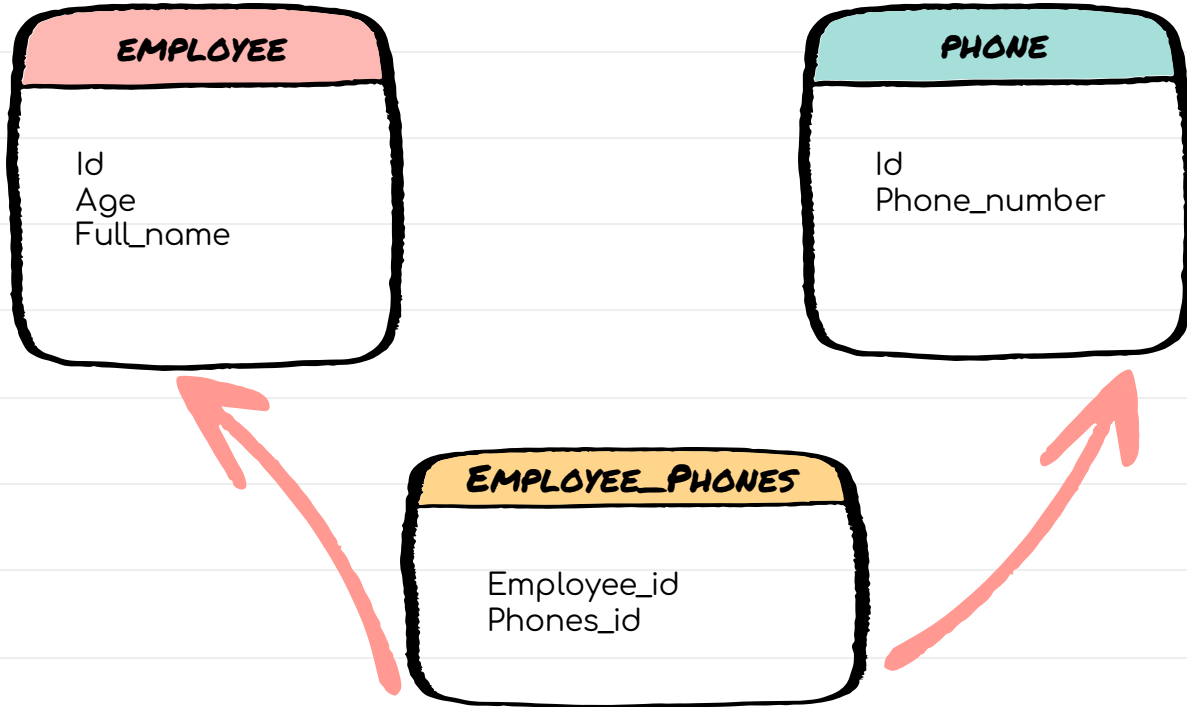 EMPLOYEE
Id
Age
Full_name
PHONE
Id
Phone_number
EMPLOYEE_PHONES
Employee_id
Phones_id